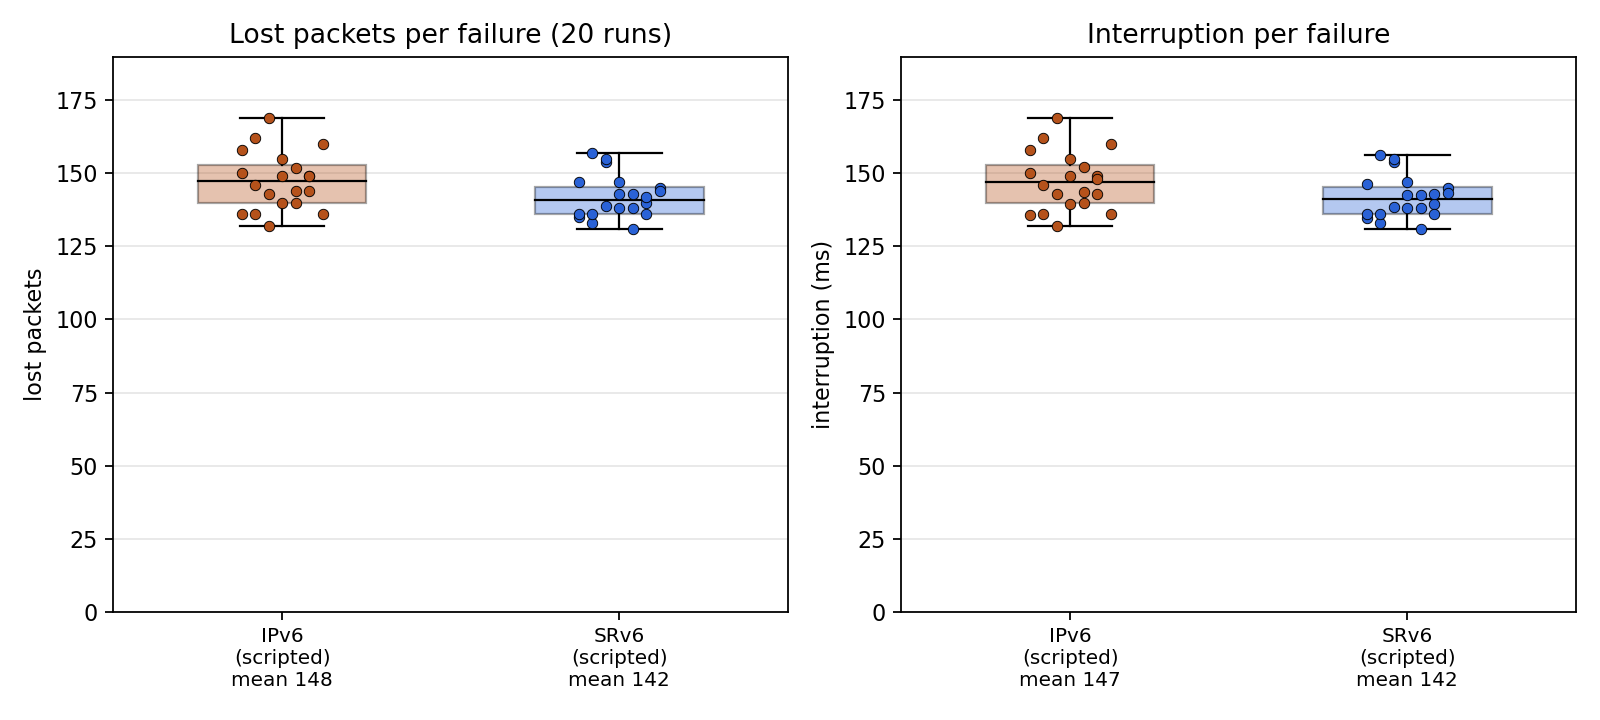 Lost packets per failure (20 runs)
lost packets
175
150
125
100
75
50
25
0
IPv6
(scripted)
mean 148
SRv6
(scripted)
mean 142
Interruption per failure
interruption (ms)
175
150
125
100
75
50
25
0
IPv6
(scripted)
mean 147
SRv6
(scripted)
mean 142